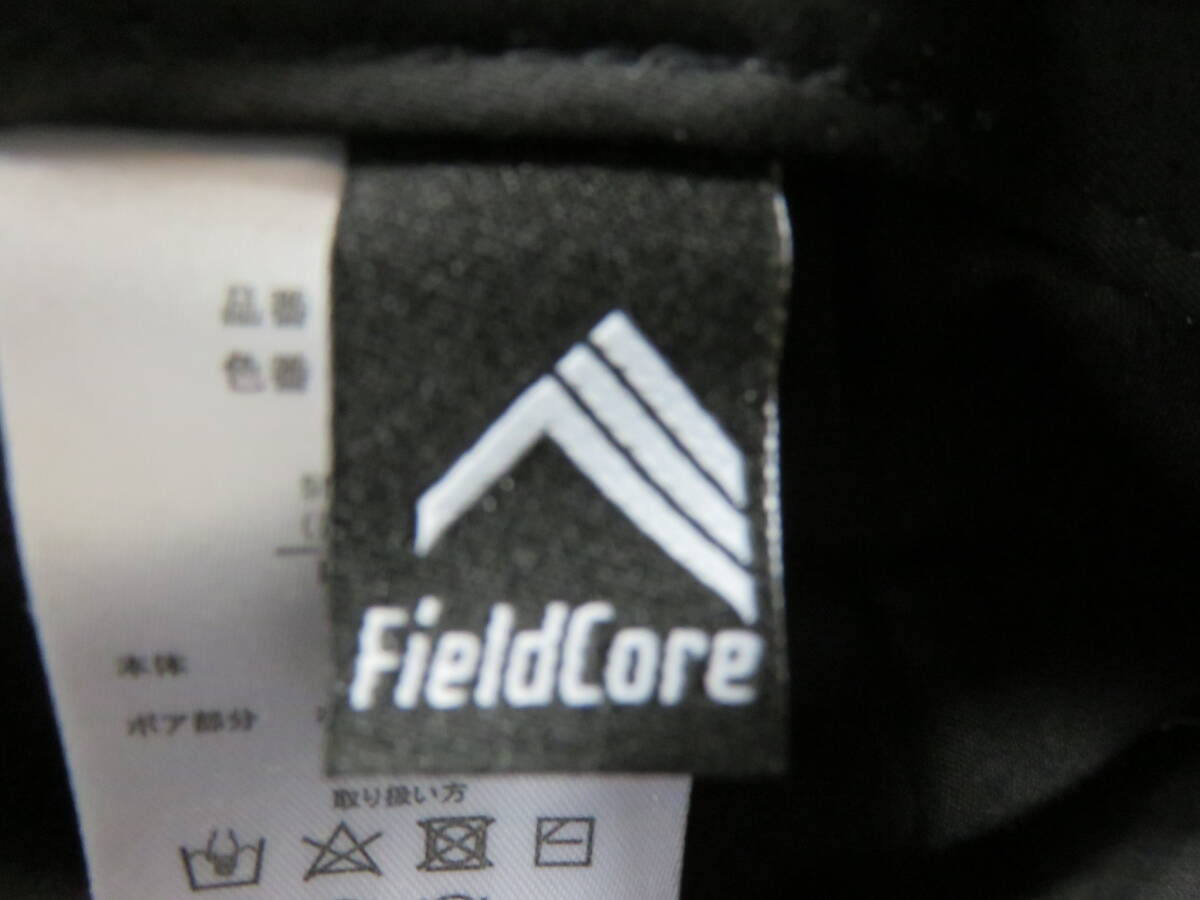 品番
色番
FieldCore
本体
ボア部分
取り扱い方